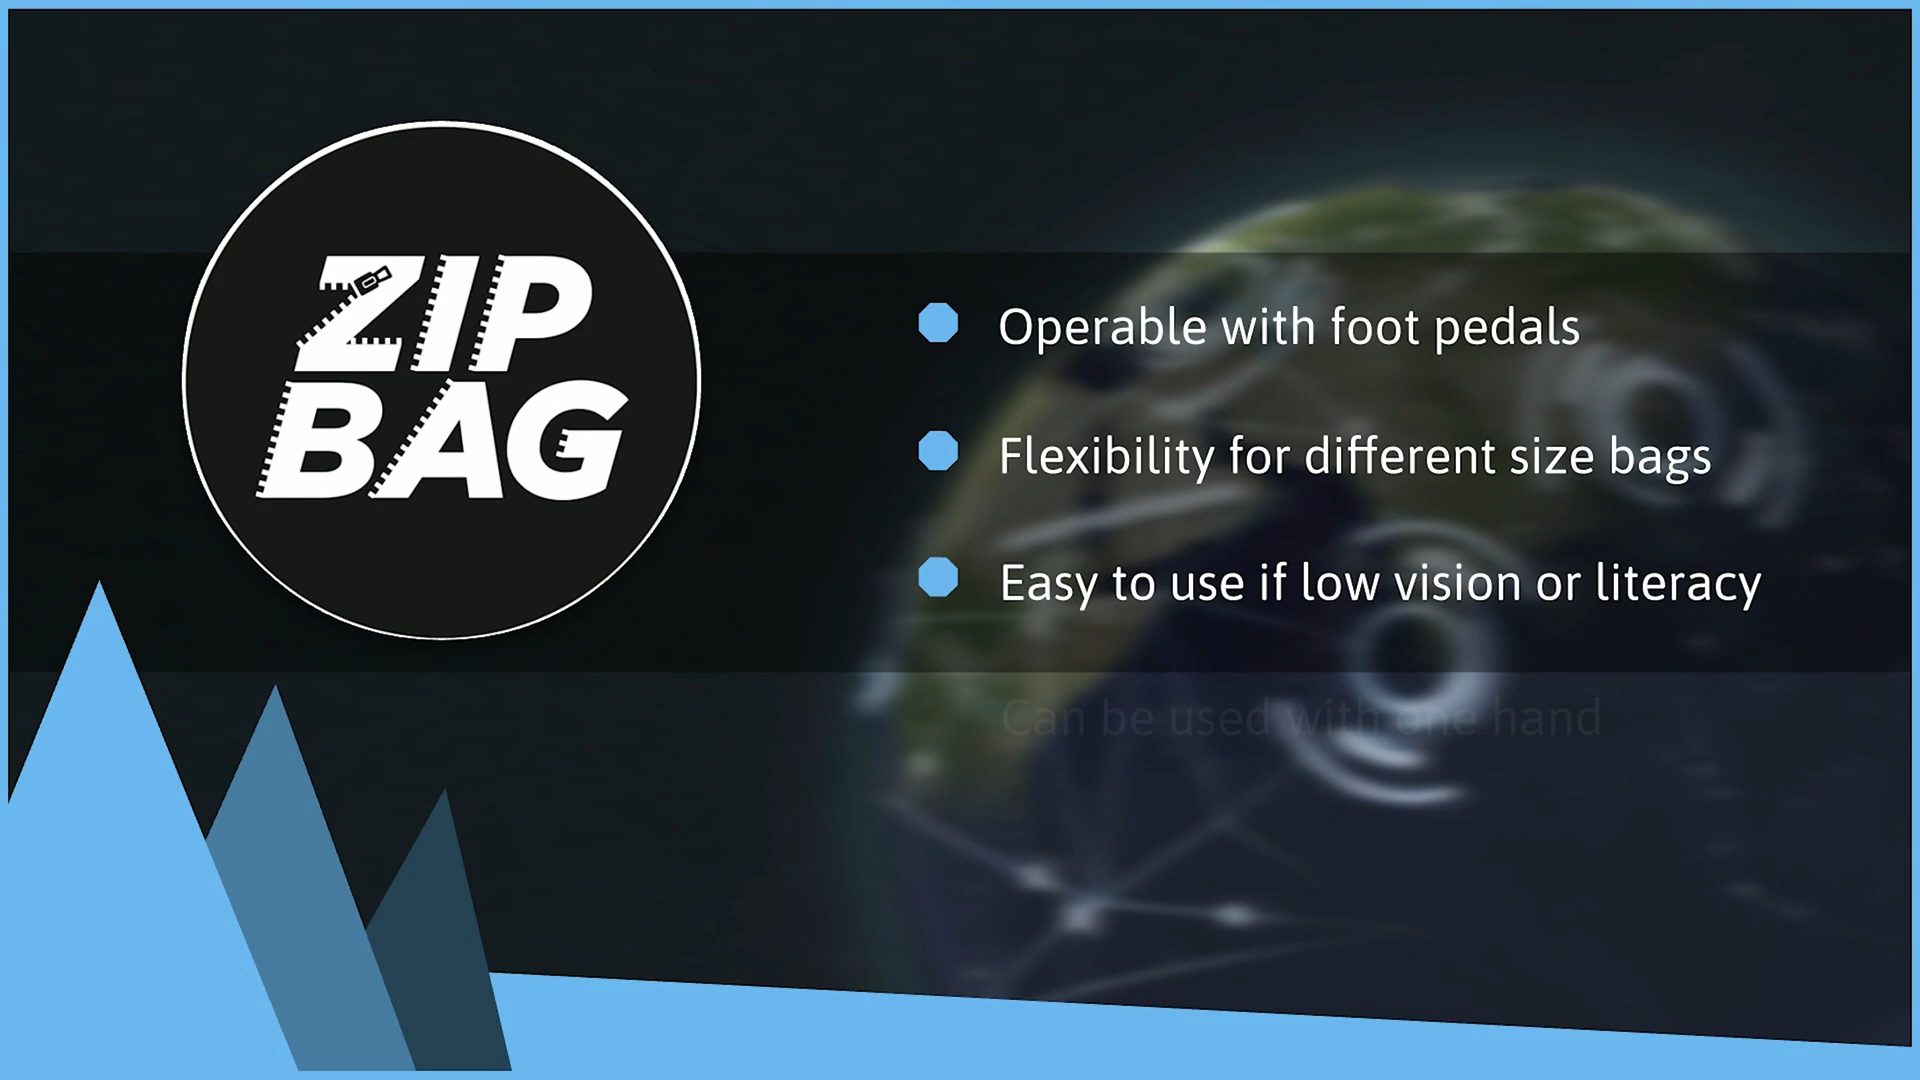 ZIP
BAG
Operable with foot pedals
Flexibility for different size bags
Easy to use if low vision or literacy
Can be used with one hand